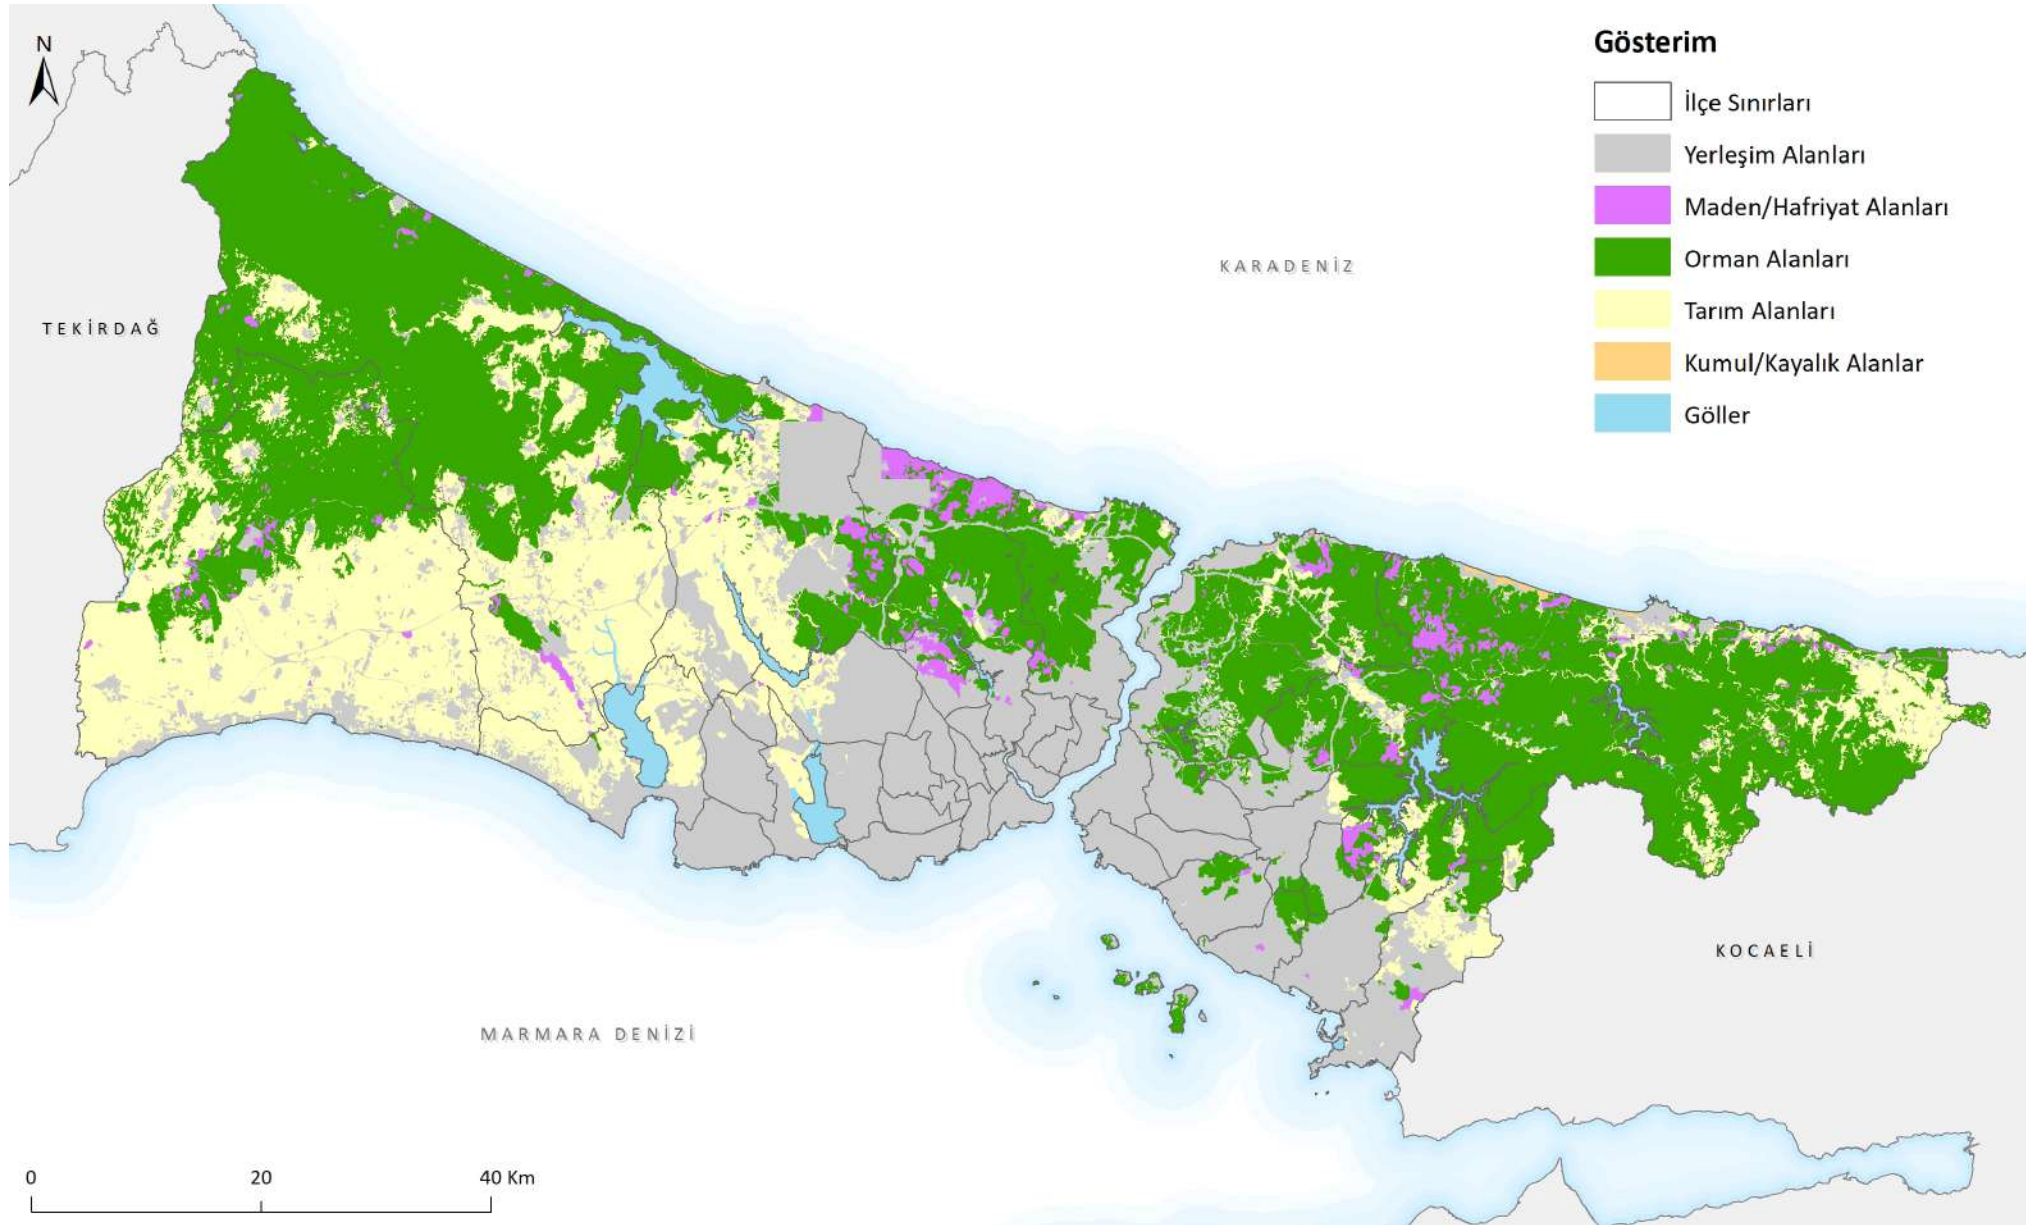 N
Gösterim
İlçe Sınırları
Yerleşim Alanları
Maden/Hafriyat Alanları
Orman Alanları
Tarım Alanları
Kumul/Kayalık Alanlar
Göller
KARADENİZ
TEKİRDAĞ
KOCAELİ
MARMARA DENİZİ
0 20 40 Km